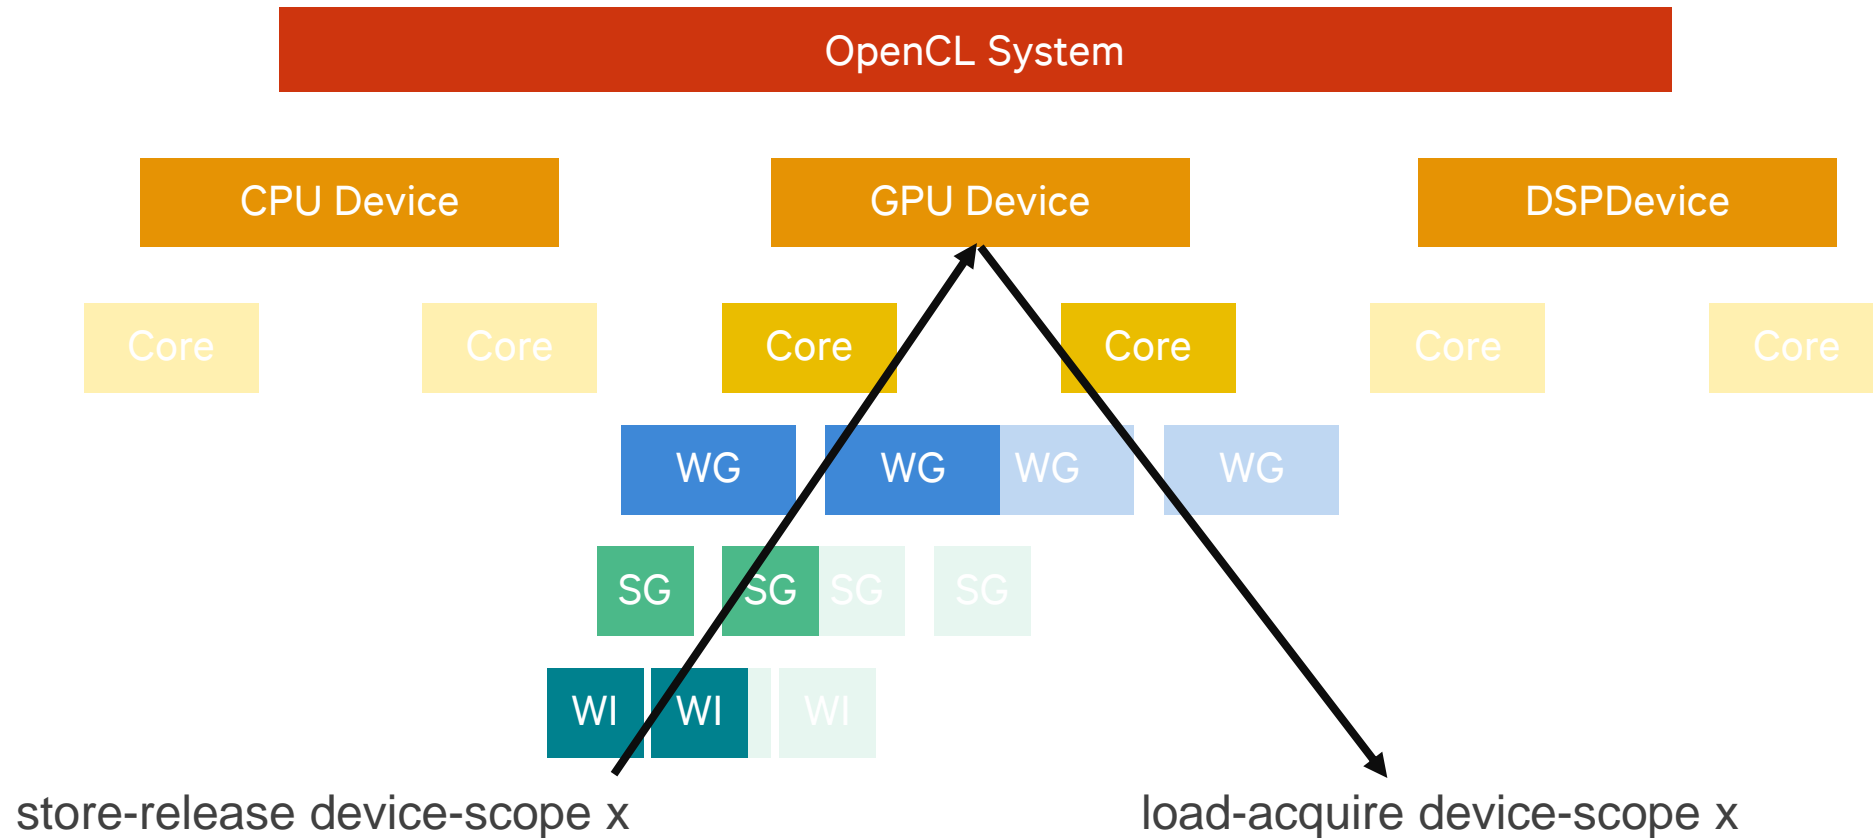 OpenCL System
CPU Device GPU Device DSPDevice
Core Core Core Core Core Core
WG WG WG WG
SG SG SG SG
WI WI WI
store-release device-scope x load-acquire device-scope x